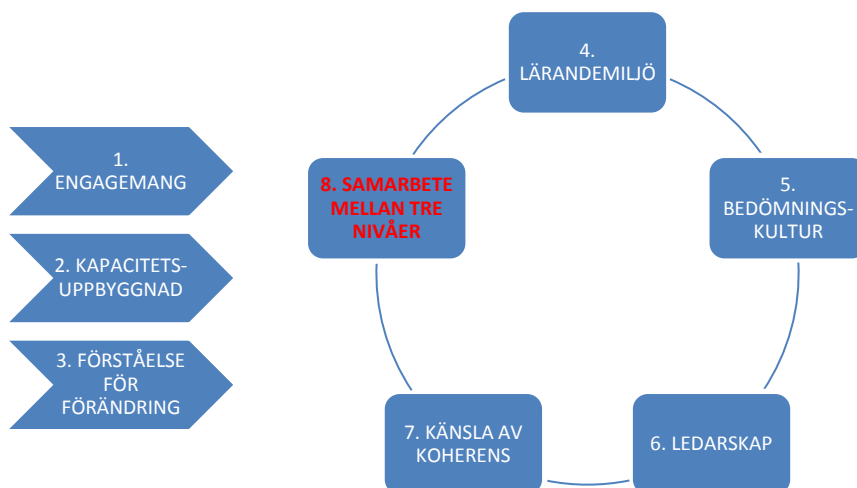 1.
ENGAGEMANG
2. KAPACITETS-
UPPBYGGNAD
3. FÖRSTÅELSE
FÖR
FÖRÄNDRING
4.
LÄRANDEMILJÖ
5.
BEDÖMNINGS-
KULTUR
6. LEDARSKAP
7. KÄNSLA AV
KOHERENS
8. SAMARBETE
MELLAN TRE
NIVÅER